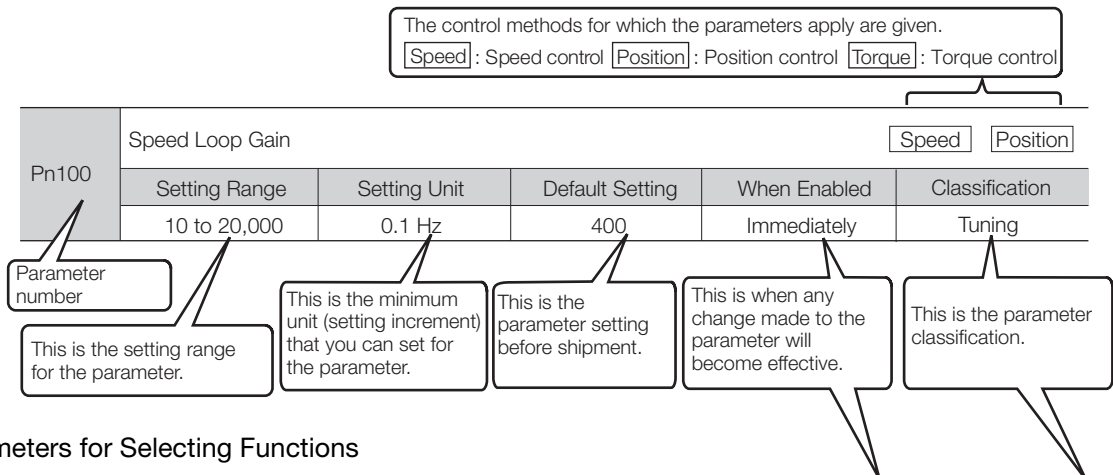 The control methods for which the parameters apply are given.
Speed : Speed control Position : Position control Torque : Torque control
Pn100
Speed Loop Gain Speed Position
Setting Range Setting Unit Default Setting When Enabled Classification
10 to 20,000 0.1 Hz 400 Immediately Tuning
Parameter
number
This is the setting range
for the parameter.
This is the minimum
unit (setting increment)
that you can set for
the parameter.
This is the
parameter setting
before shipment.
This is when any
change made to the
parameter will
become effective.
This is the parameter
classification.
meters for Selecting Functions